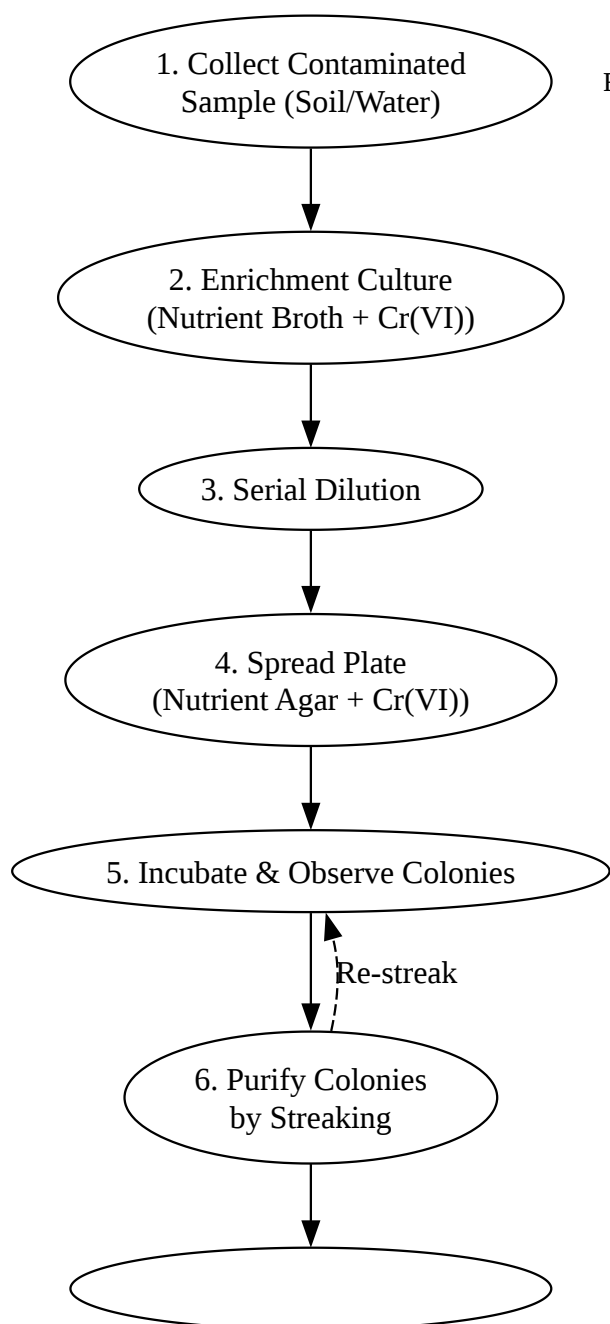 1. Collect Contaminated
Sample (Soil/Water)
2. Enrichment Culture
(Nutrient Broth + Cr(VI))
3. Serial Dilution
4. Spread Plate
(Nutrient Agar + Cr(VI))
5. Incubate & Observe Colonies
Re-streak
6. Purify Colonies
by Streaking